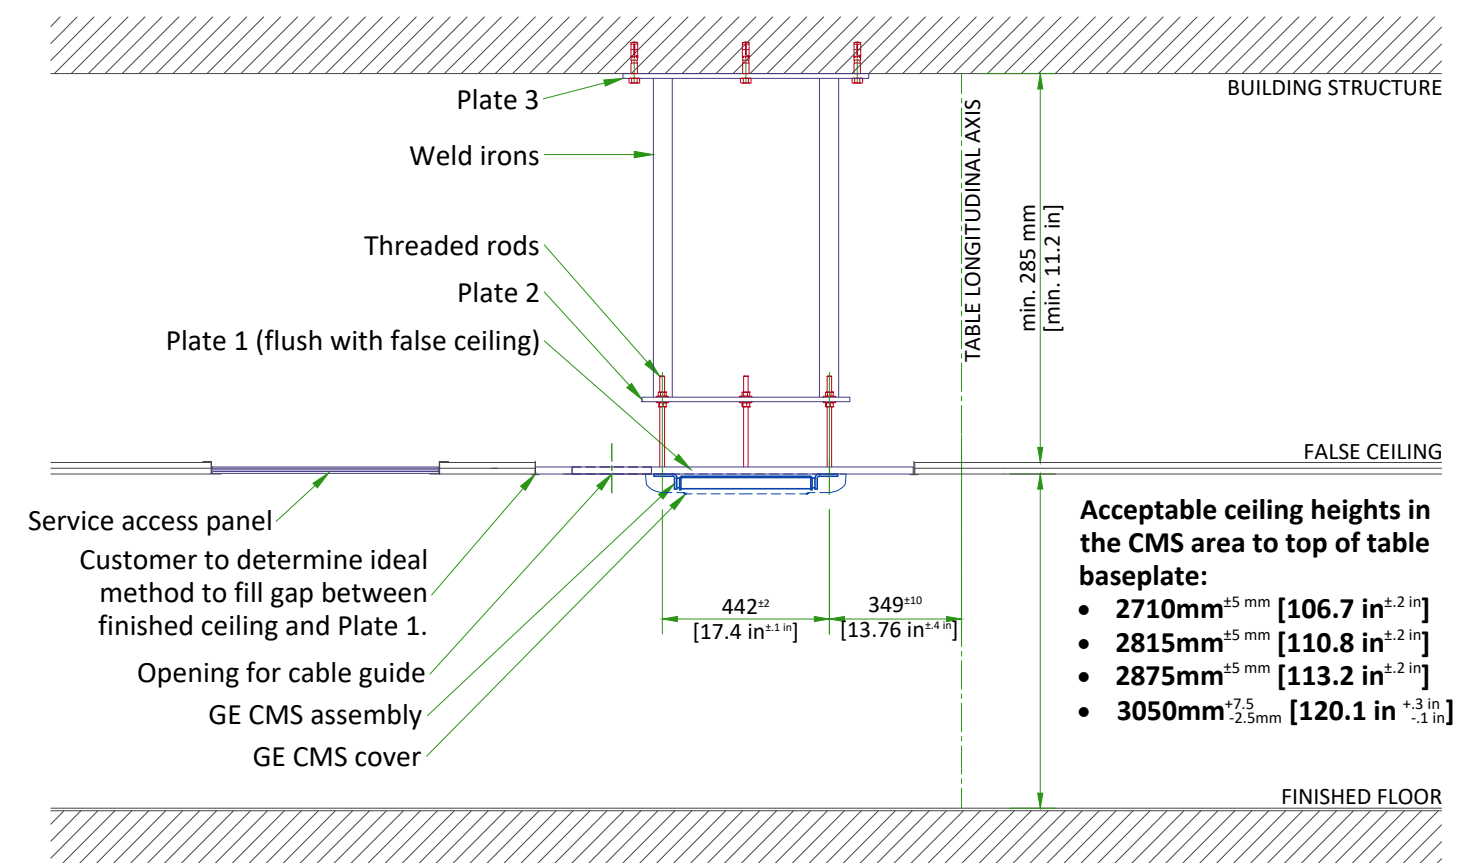 BUILDING STRUCTURE
Plate 3
Weld irons
TABLE LONGITUDINAL AXIS
min. 285 mm
[min. 11.2 in]
Threaded rods
Plate 2
Plate 1 (flush with false ceiling)
FALSE CEILING
Service access panel
Customer to determine ideal
method to fill gap between
finished ceiling and Plate 1.
Opening for cable guide
GE CMS assembly
GE CMS cover
442±2
[17.4 in±.1 in]
349±10
[13.76 in±.4 in]
Acceptable ceiling heights in
the CMS area to top of table
baseplate:
• 2710mm±5 mm [106.7 in±.2 in]
• 2815mm±5 mm [110.8 in±.2 in]
• 2875mm±5 mm [113.2 in±.2 in]
• 3050mm+7.5 -2.5mm [120.1 in +.3 in -.1 in]
FINISHED FLOOR